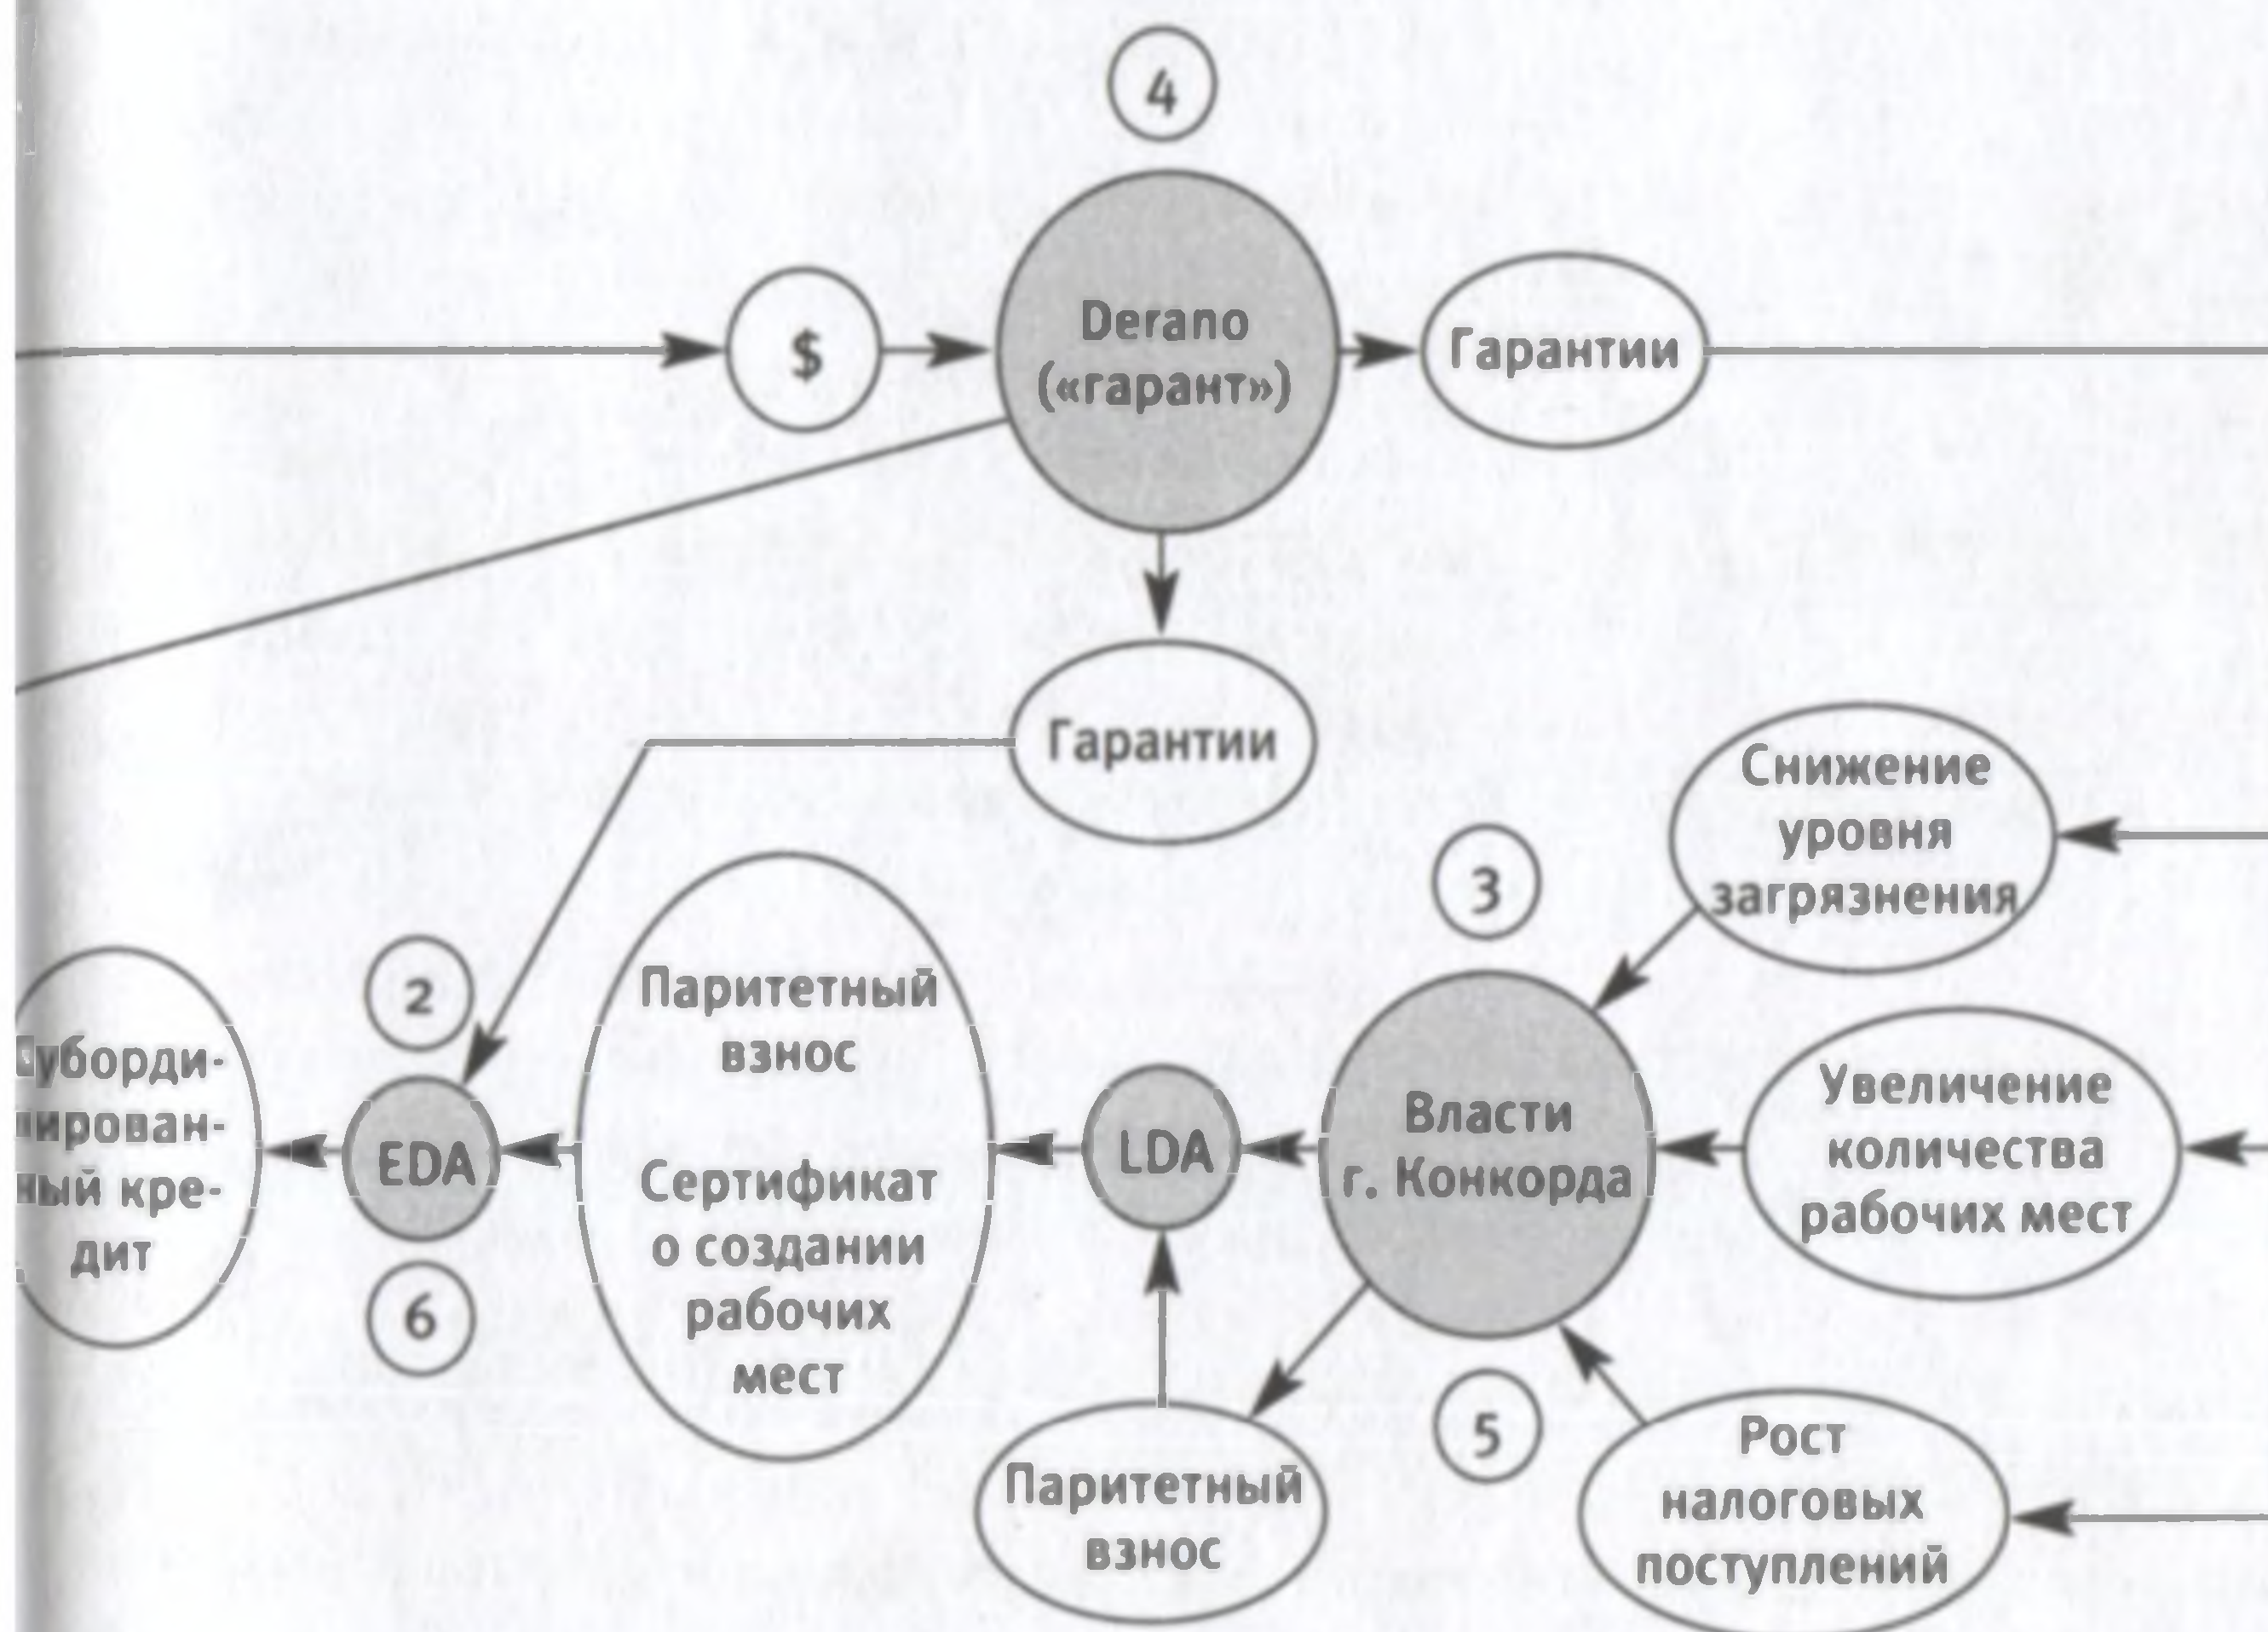 4
$
Derano
(«гарант»)
Гарантии
Гарантии
Снижение
уровня
загрязнения
3
2
Паритетный
взнос
Сертификат
о создании
рабочих
мест
EDA
6
ный кре-
дит
LDA
Власти
г. Конкорда
Увеличение
количества
рабочих мест
5
Паритетный
взнос
Рост
налоговых
поступлений